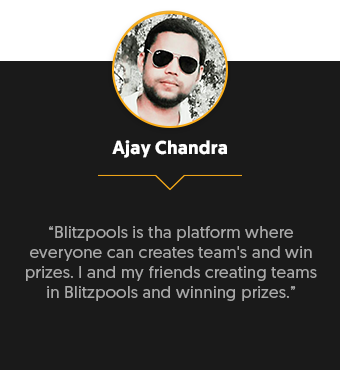 Ajay Chandra
“Blitzpools is tha platform where
everyone can creates team's and win
prizes. I and my friends creating teams
in Blitzpools and winning prizes.”